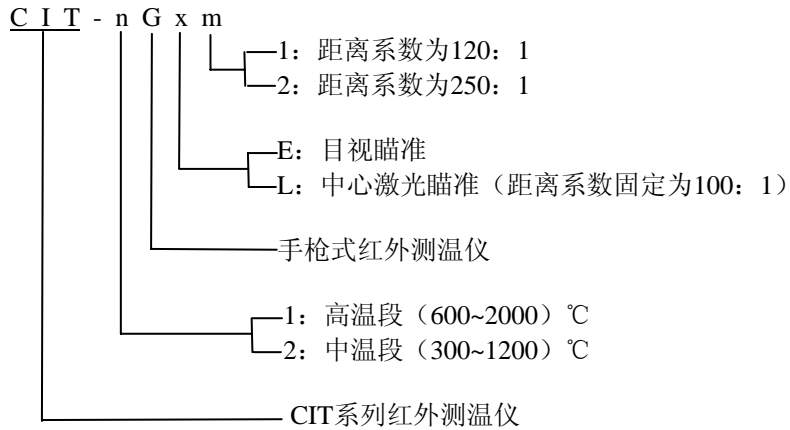 C I T - n G x m
1：距离系数为120：1
2：距离系数为250：1
E：目视瞄准
L：中心激光瞄准（距离系数固定为100：1）
手枪式红外测温仪
1：高温段（600~2000）℃
2：中温段（300~1200）℃
CIT系列红外测温仪